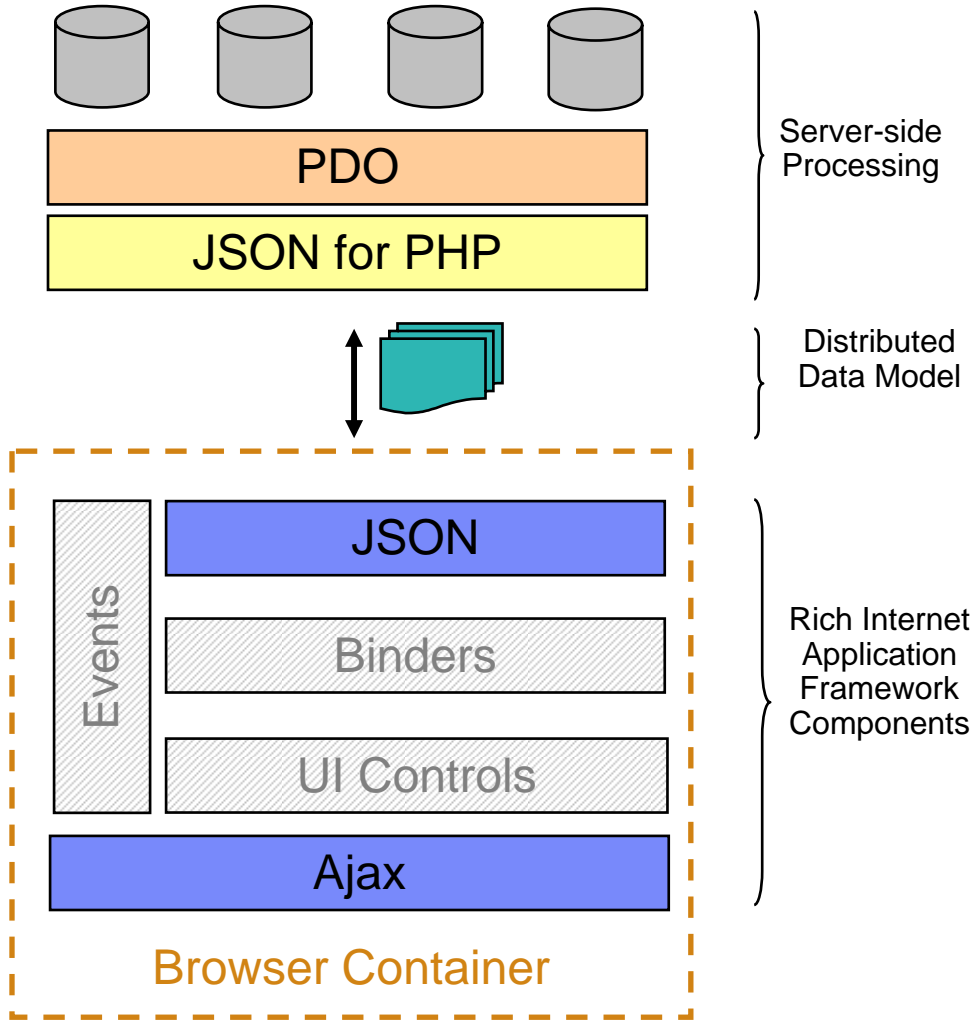 PDO
Server-side
Processing
JSON for PHP
Distributed
Data Model
JSON
Events
Binders
Rich Internet
Application
Framework
Components
UI Controls
Ajax
Browser Container